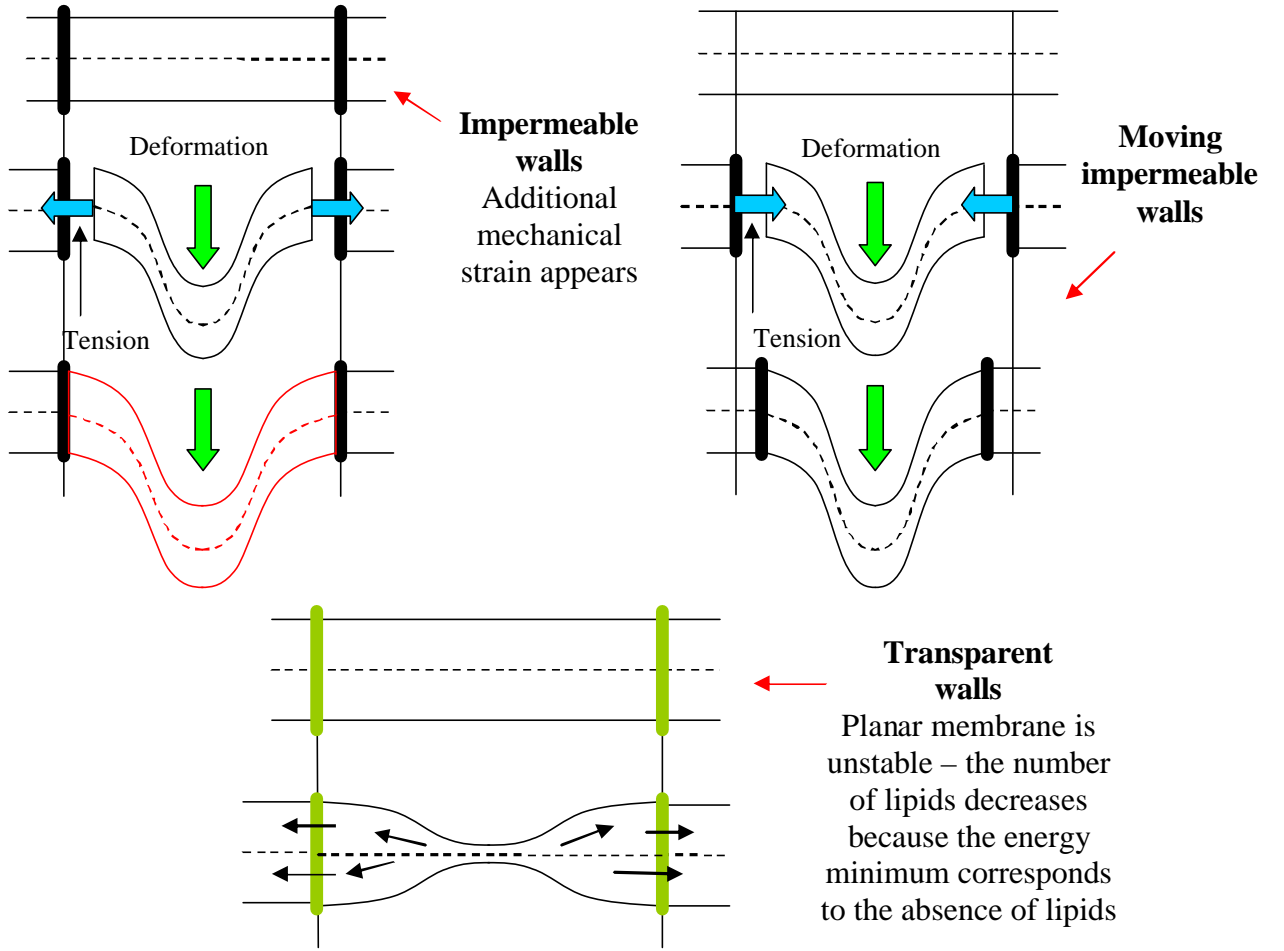 Deformation
Tension
Impermeable
walls
Additional
mechanical
strain appears
Deformation
Tension
Moving
impermeable
walls
Transparent
walls
Planar membrane is
unstable – the number
of lipids decreases
because the energy
minimum corresponds
to the absence of lipids